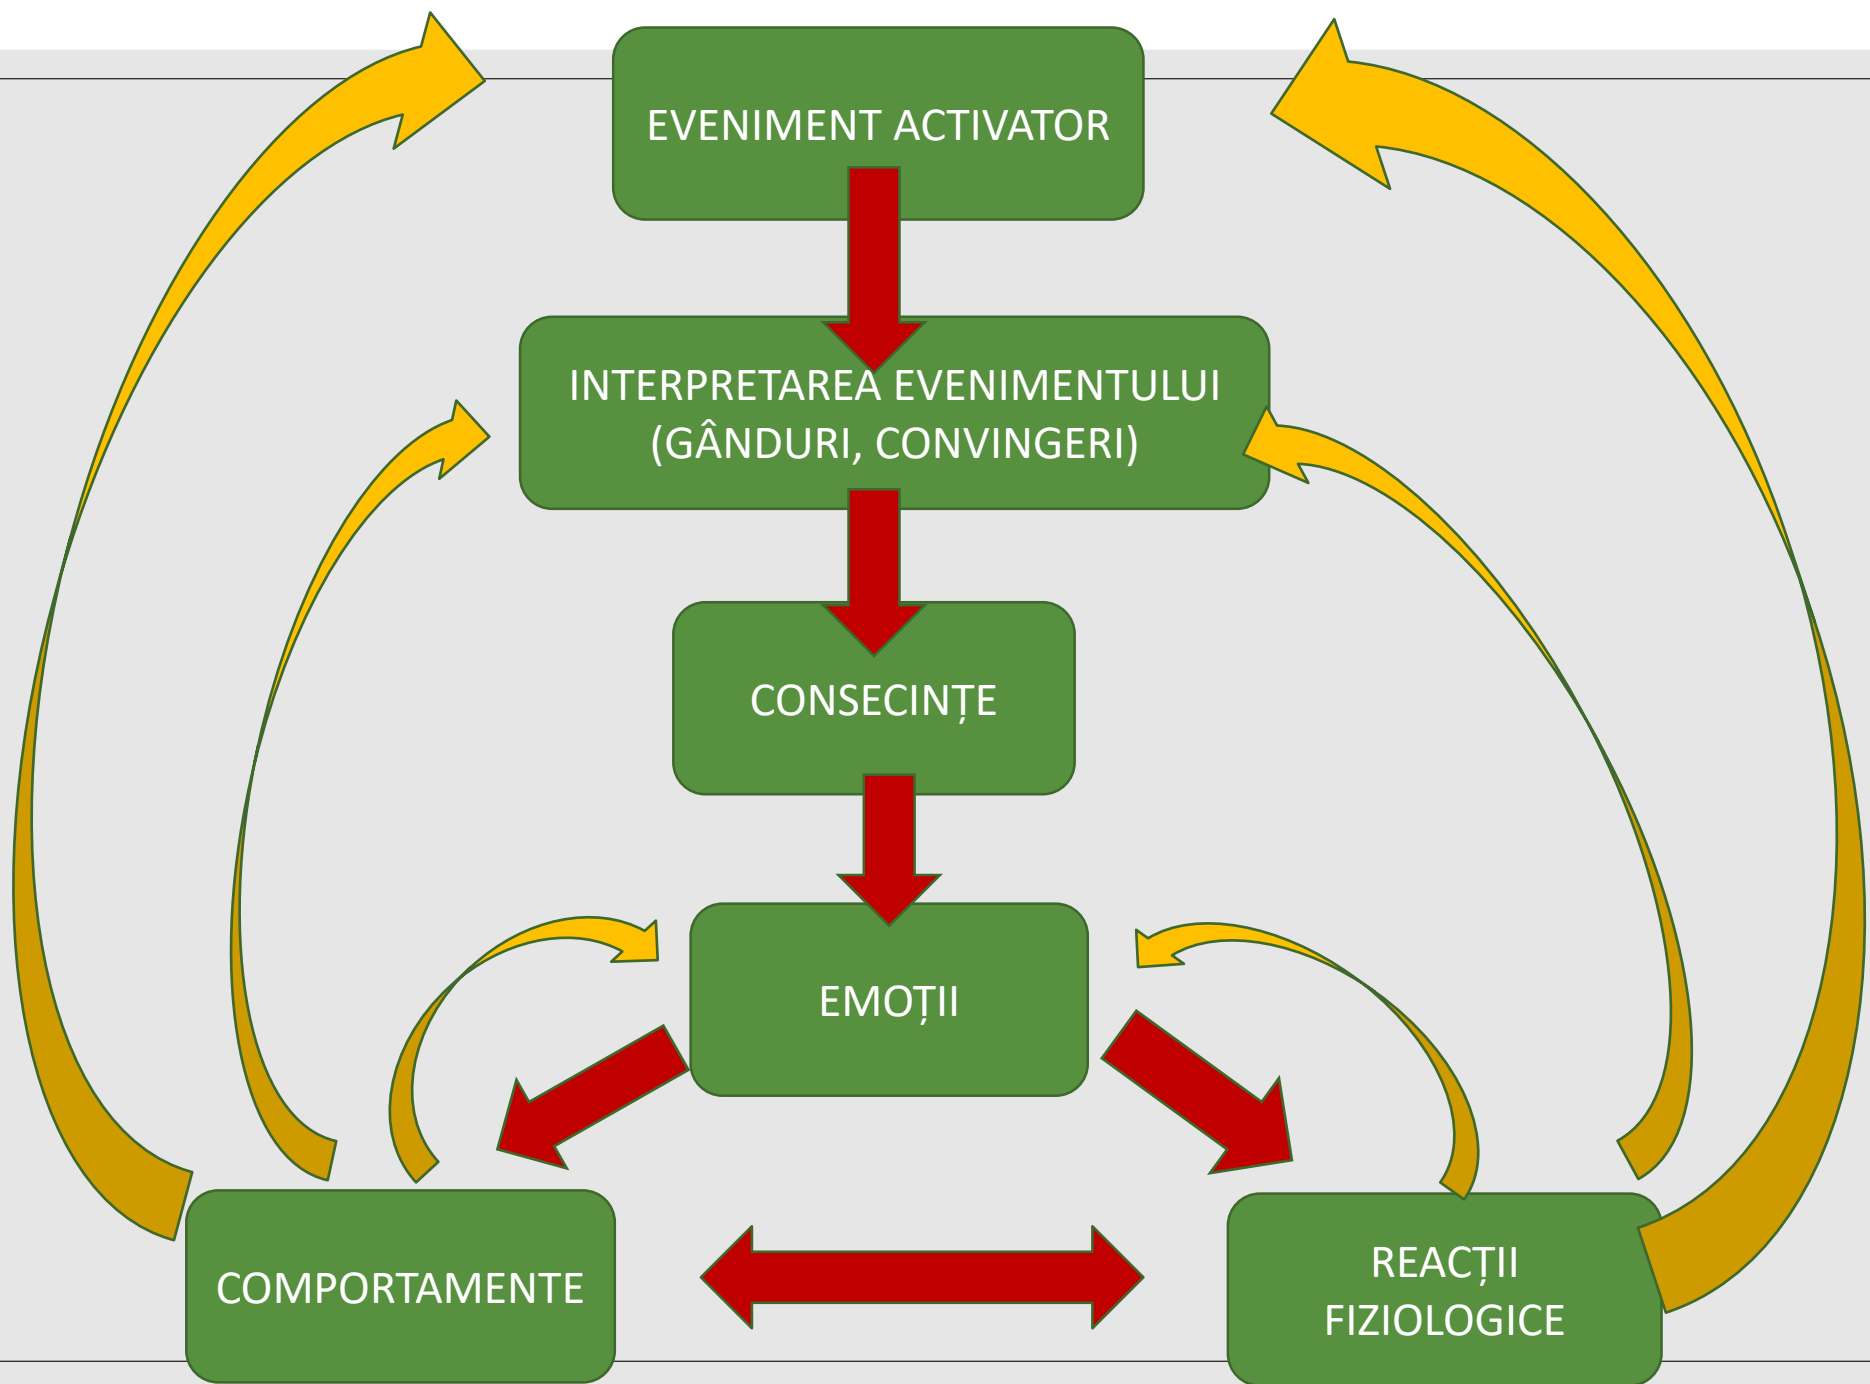 EVENIMENT ACTIVATOR
INTERPRETAREA EVENIMENTULUI
(GÂNDURI, CONVINGERI)
CONSECINȚE
EMOȚII
COMPORTAMENTE
REACȚII
FIZIOLOGICE